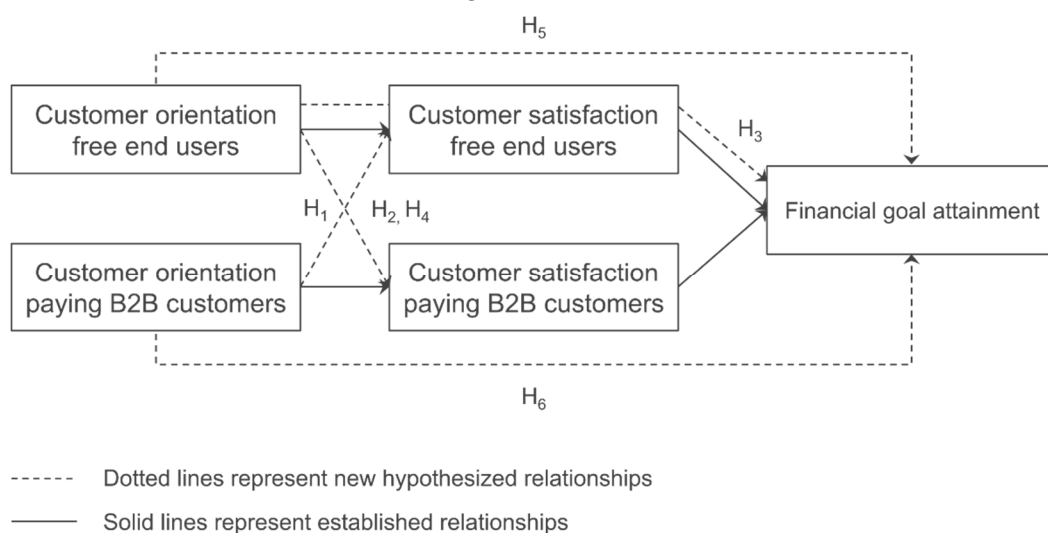 H₅
Customer orientation
free end users
Customer satisfaction
free end users
H₃
H₁
H₂, H₄
Financial goal attainment
Customer orientation
paying B2B customers
Customer satisfaction
paying B2B customers
H₆
Dotted lines represent new hypothesized relationships
Solid lines represent established relationships